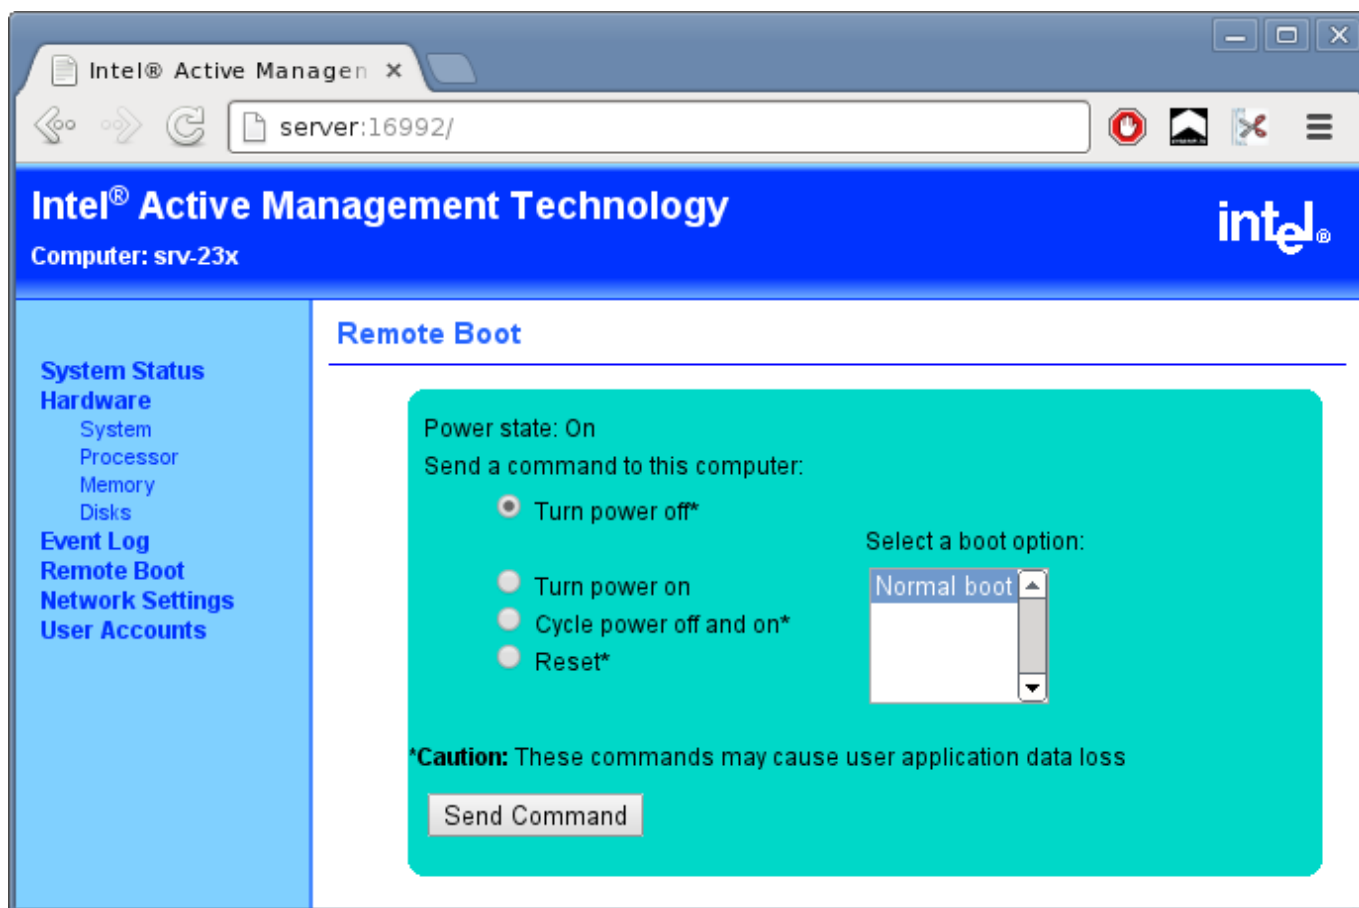 Intel® Active Managen
server:16992/
Intel® Active Management Technology
Computer: srv-23x
intel®
System Status
Hardware
System
Processor
Memory
Disks
Event Log
Remote Boot
Network Settings
User Accounts
Remote Boot
Power state: On
Send a command to this computer:
Turn power off*
Select a boot option:
Normal boot
Turn power on
Cycle power off and on*
Reset*
*Caution: These commands may cause user application data loss
Send Command